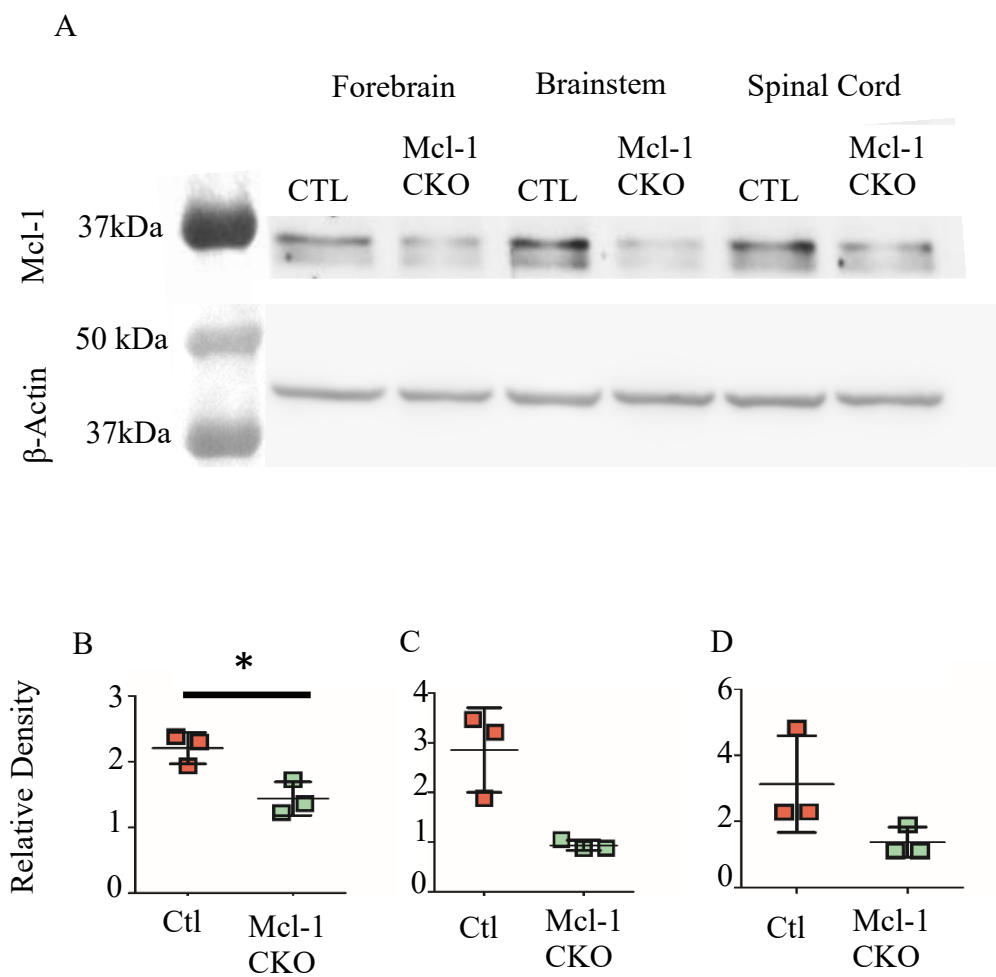 A
Forebrain Brainstem Spinal Cord
Mcl-1 Mcl-1 Mcl-1
CTL CKO CTL CKO CTL CKO
Mcl-1
37kDa
50 kDa
β-Actin
37kDa
B C D
*
Relative Density
3
2
1
0
Ctl Mcl-1
CKO
4
3
2
1
0
Ctl Mcl-1
CKO
6
4
2
0
Ctl Mcl-1
CKO